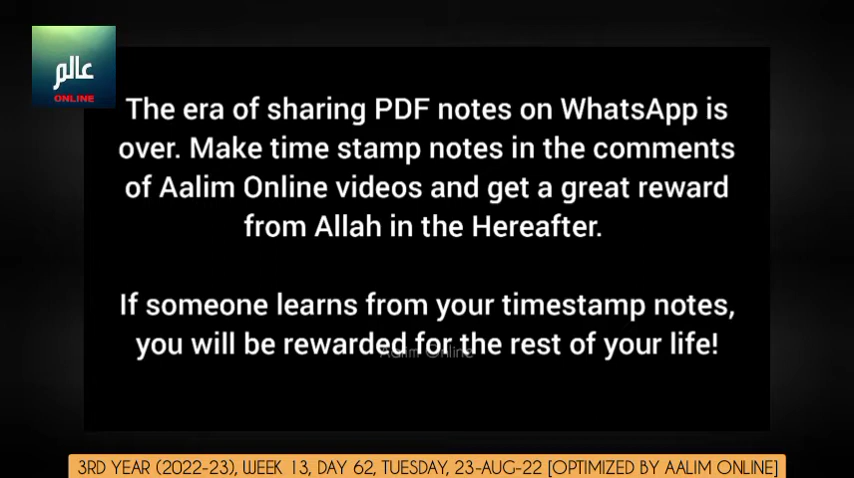 عالم
ONLINE
The era of sharing PDF notes on WhatsApp is
over. Make time stamp notes in the comments
of Aalim Online videos and get a great reward
from Allah in the Hereafter.
If someone learns from your timestamp notes,
you will be rewarded for the rest of your life!
Aalim Online
3RD YEAR (2022-23), WEEK 13, DAY 62, TUESDAY, 23-AUG-22 [OPTIMIZED BY AALIM ONLINE]